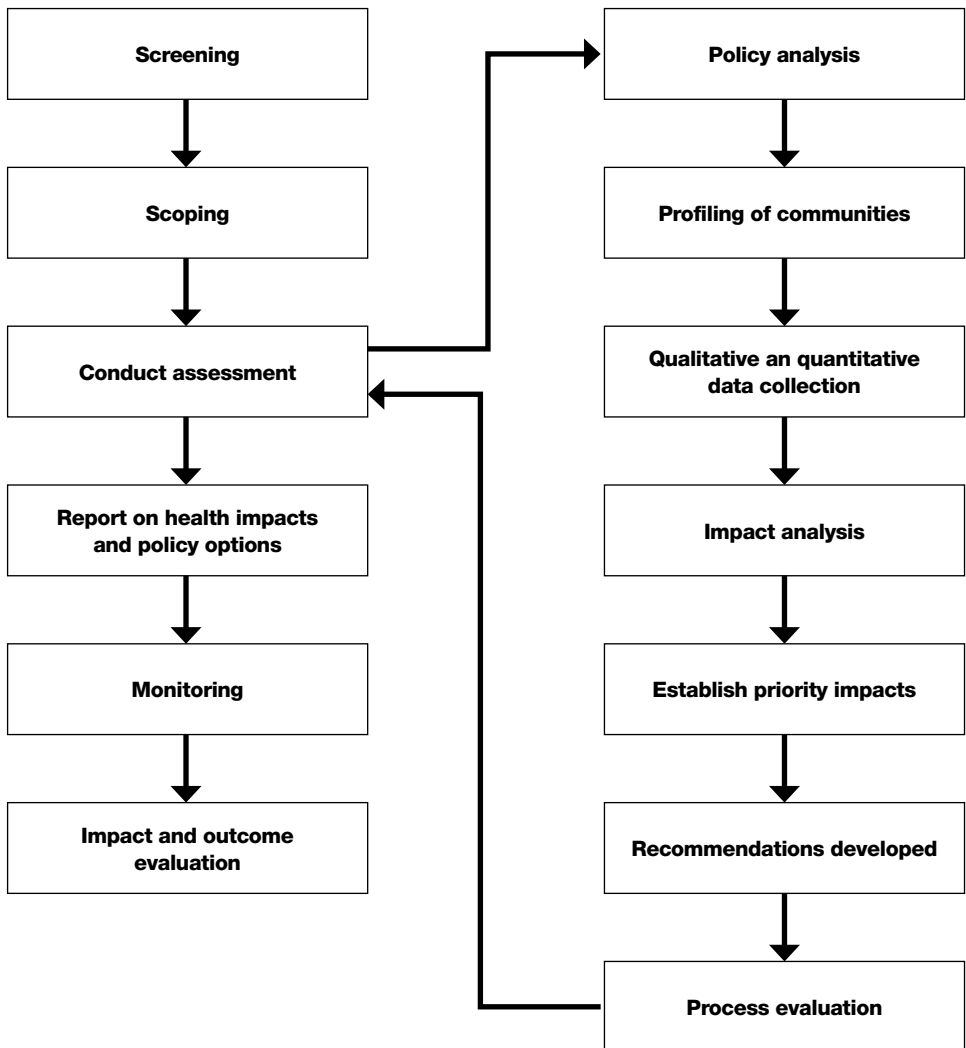 Screening
Scoping
Conduct assessment
Report on health impacts
and policy options
Monitoring
Impact and outcome
evaluation
Policy analysis
Profiling of communities
Qualitative an quantitative
data collection
Impact analysis
Establish priority impacts
Recommendations developed
Process evaluation